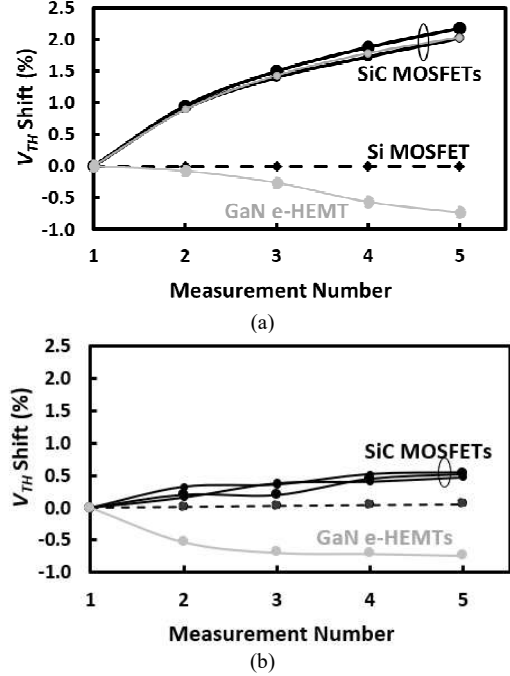 2.5
2.0
1.5
1.0
0.5
0.0
-0.5
-1.0
V_TH Shift (%)
SiC MOSFETs
Si MOSFET
GaN e-HEMT
1 2 3 4 5
Measurement Number
(a)
2.5
2.0
1.5
1.0
0.5
0.0
-0.5
-1.0
V_TH Shift (%)
SiC MOSFETs
GaN e-HEMTs
1 2 3 4 5
Measurement Number
(b)